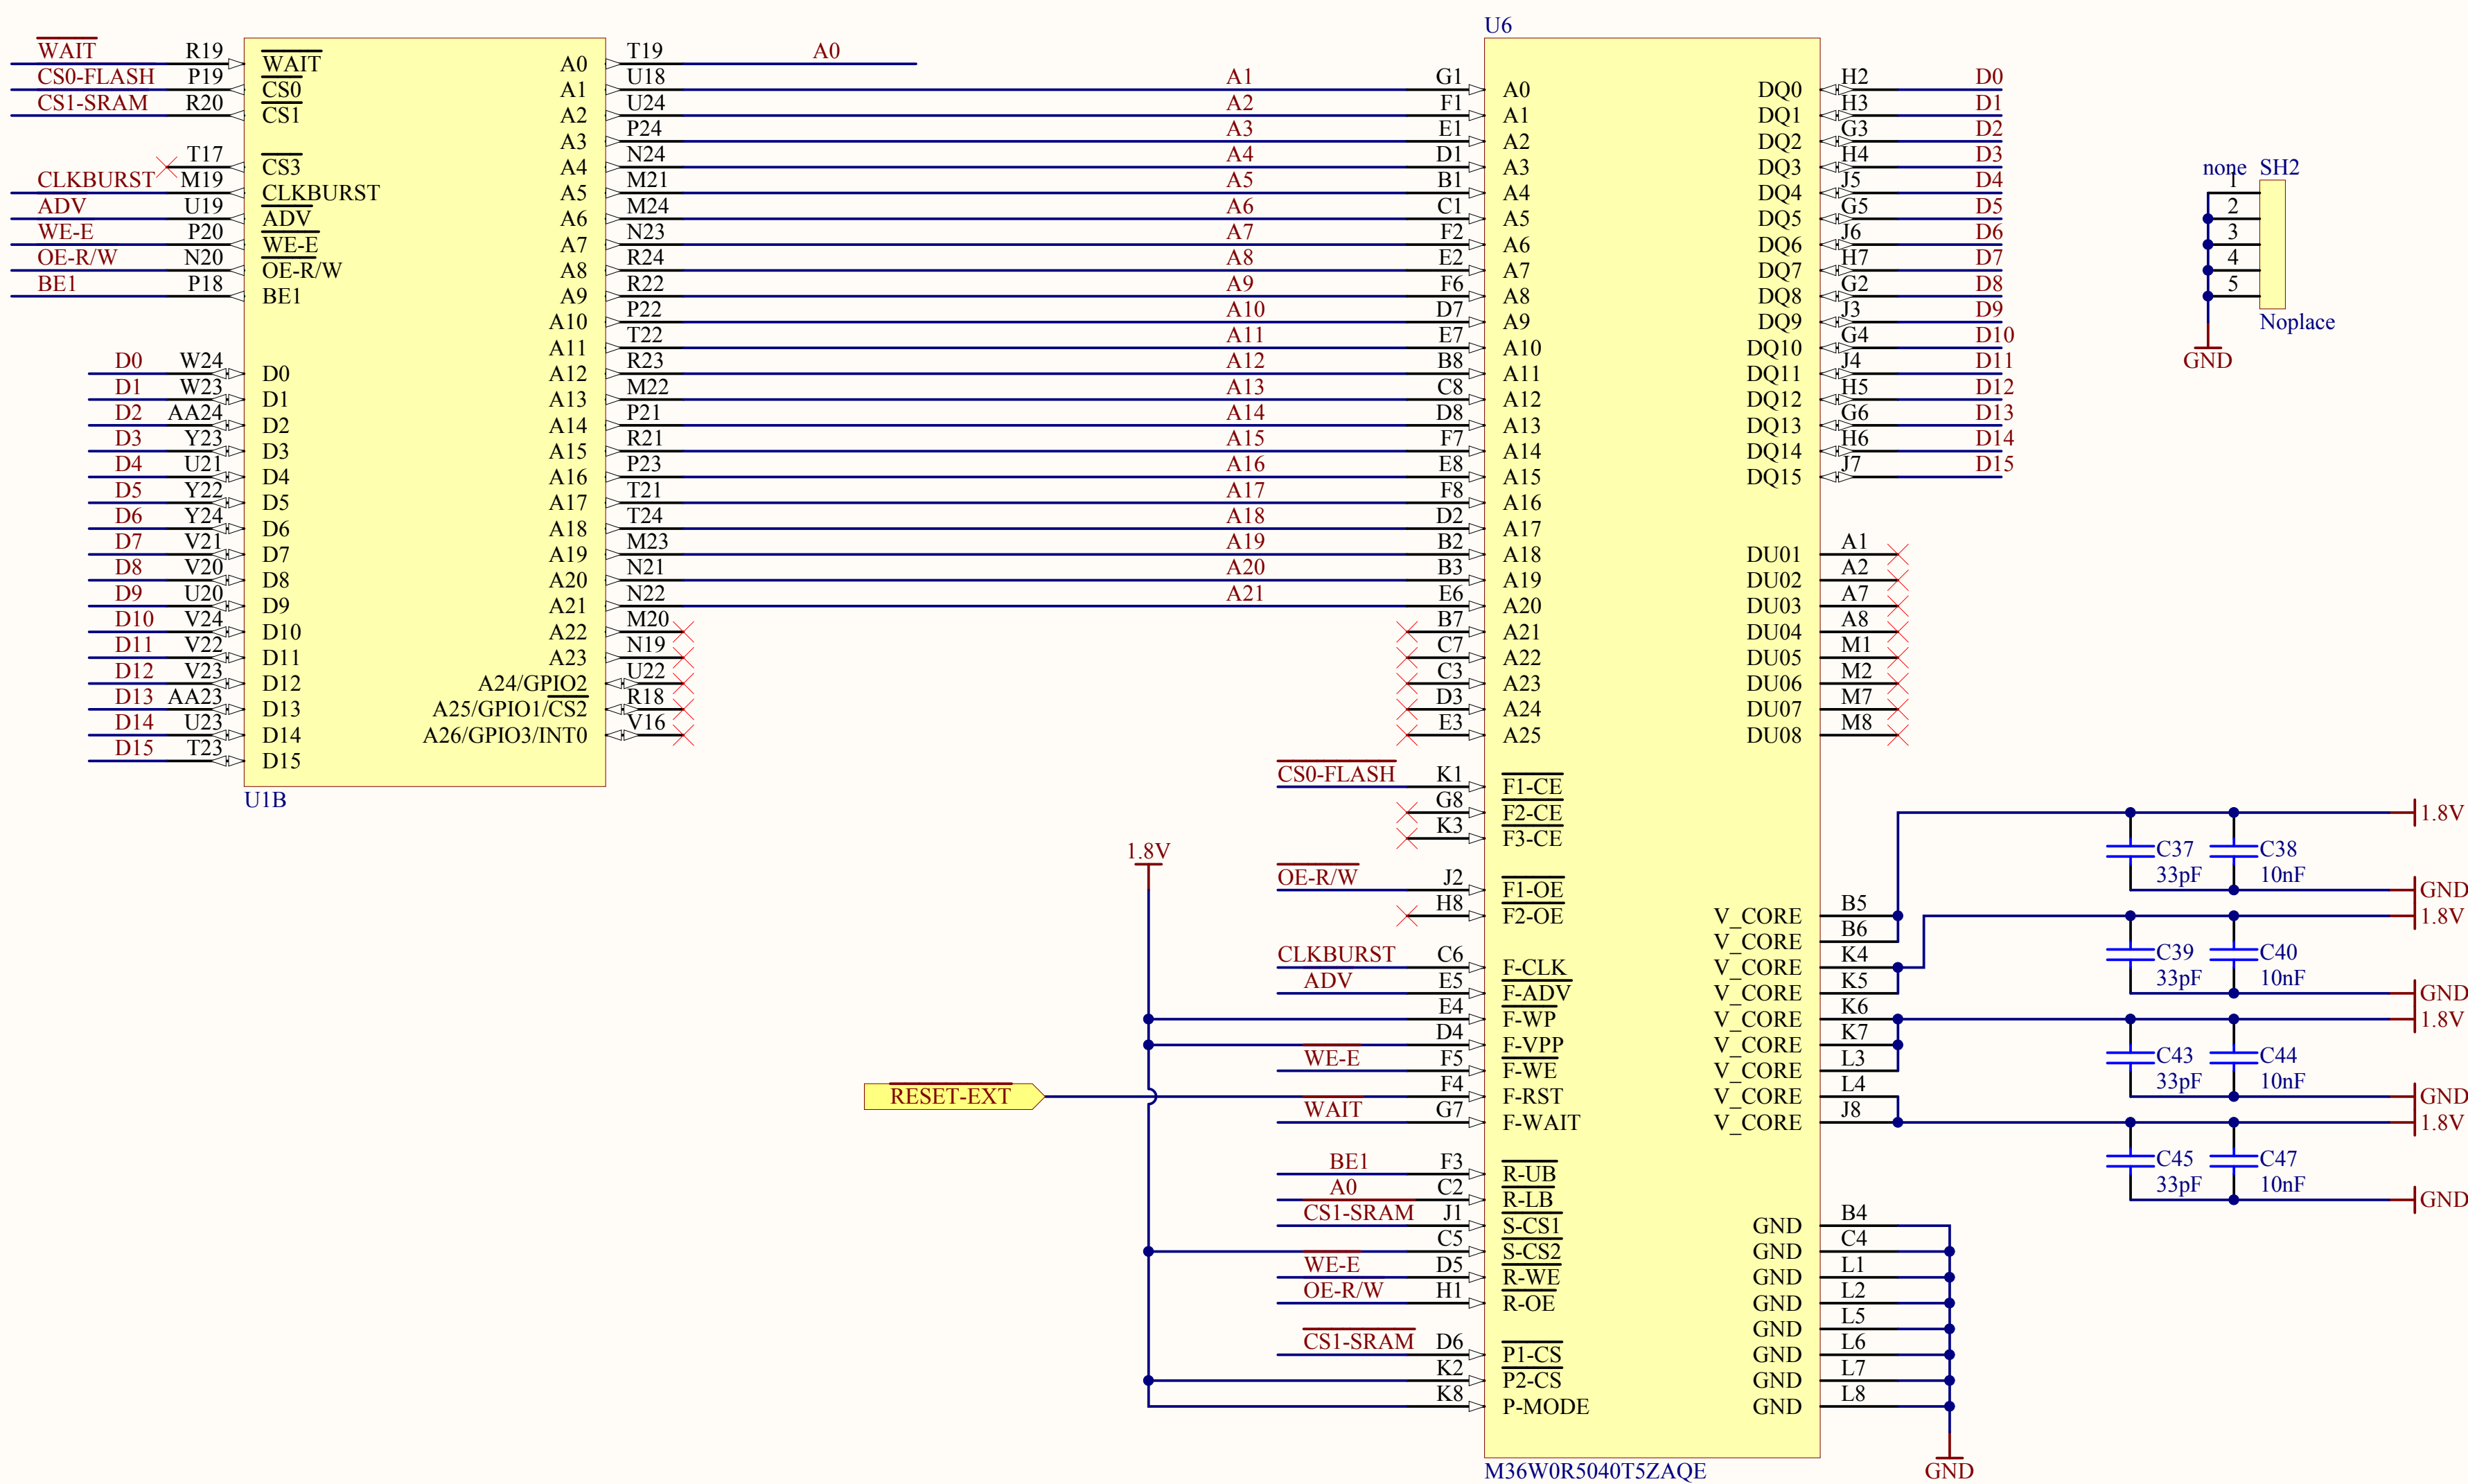 U6
WAIT R19 WAIT A0 T19 A0
CS0-FLASH P19 CS0 A1 U18 A1 G1 A0 DQ0 H2 D0
CS1-SRAM R20 CS1 A2 U24 A2 F1 A1 DQ1 H3 D1
A3 P24 A3 E1 A2 DQ2 G3 D2
T17 CS3 A4 N24 A4 D1 A3 DQ3 H4 D3
none SH2
CLKBURST M19 CLKBURST A5 M21 A5 B1 A4 DQ4 J5 D4 1
ADV U19 ADV A6 M24 A6 C1 A5 DQ5 G5 D5 2
WE-E P20 WE-E A7 N23 A7 F2 A6 DQ6 J6 D6 3
OE-R/W N20 OE-R/W A8 R24 A8 E2 A7 DQ7 H7 D7 4
BE1 P18 BE1 A9 R22 A9 F6 A8 DQ8 G2 D8 5
A10 P22 A10 D7 A9 DQ9 J3 D9 Noplace
A11 T22 A11 E7 A10 DQ10 G4 D10
GND
D0 W24 D0 A12 R23 A12 B8 A11 DQ11 J4 D11
D1 W23 D1 A13 M22 A13 C8 A12 DQ12 H5 D12
D2 AA24 D2 A14 P21 A14 D8 A13 DQ13 G6 D13
D3 Y23 D3 A15 R21 A15 F7 A14 DQ14 H6 D14
D4 U21 D4 A16 P23 A16 E8 A15 DQ15 J7 D15
D5 Y22 D5 A17 T21 A17 F8 A16
D6 Y24 D6 A18 T24 A18 D2 A17
D7 V21 D7 A19 M23 A19 B2 A18 DU01 A1
D8 V20 D8 A20 N21 A20 B3 A19 DU02 A2
D9 U20 D9 A21 N22 A21 E6 A20 DU03 A7
D10 V24 D10 A22 M20 B7 A21 DU04 A8
D11 V22 D11 A23 N19 C7 A22 DU05 M1
D12 V23 D12 A24/GPIO2 U22 C3 A23 DU06 M2
D13 AA23 D13 A25/GPIO1/CS2 R18 D3 A24 DU07 M7
D14 U23 D14 A26/GPIO3/INT0 V16 E3 A25 DU08 M8
D15 T23 D15
U1B
CS0-FLASH K1 F1-CE
G8 F2-CE 1.8V
K3 F3-CE
1.8V
C37 C38
33pF 10nF
OE-R/W J2 F1-OE GND
H8 F2-OE V_CORE B5 1.8V
V_CORE B6
C39 C40
CLKBURST C6 F-CLK V_CORE K4
33pF 10nF
ADV E5 F-ADV V_CORE K5 GND
E4 F-WP V_CORE K6 1.8V
D4 F-VPP V_CORE K7
C43 C44
WE-E F5 F-WE V_CORE L3
33pF 10nF
RESET-EXT F4 F-RST V_CORE L4 GND
WAIT G7 F-WAIT V_CORE J8 1.8V
C45 C47
BE1 F3 R-UB
33pF 10nF
A0 C2 R-LB GND
CS1-SRAM J1 S-CS1 GND B4
C5 S-CS2 GND C4
WE-E D5 R-WE GND L1
OE-R/W H1 R-OE GND L2
GND L5
CS1-SRAM D6 P1-CS GND L6
K2 P2-CS GND L7
K8 P-MODE GND L8
M36W0R5040T5ZAQE GND